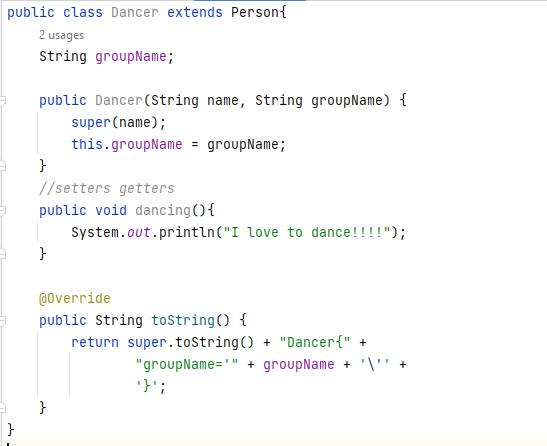 public class Dancer extends Person{
2 usages
String groupName;
public Dancer(String name, String groupName) {
super(name);
this.groupName = groupName;
}
//setters getters
public void dancing(){
System.out.println("I love to dance!!!!");
}
@Override
public String toString() {
return super.toString() + "Dancer{" +
"groupName='" + groupName + '\'' +
'}';
}
}